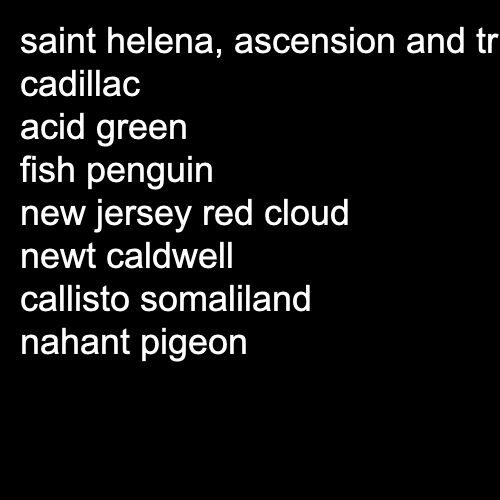 saint helena, ascension and tr
cadillac
acid green
fish penguin
new jersey red cloud
newt caldwell
callisto somaliland
nahant pigeon